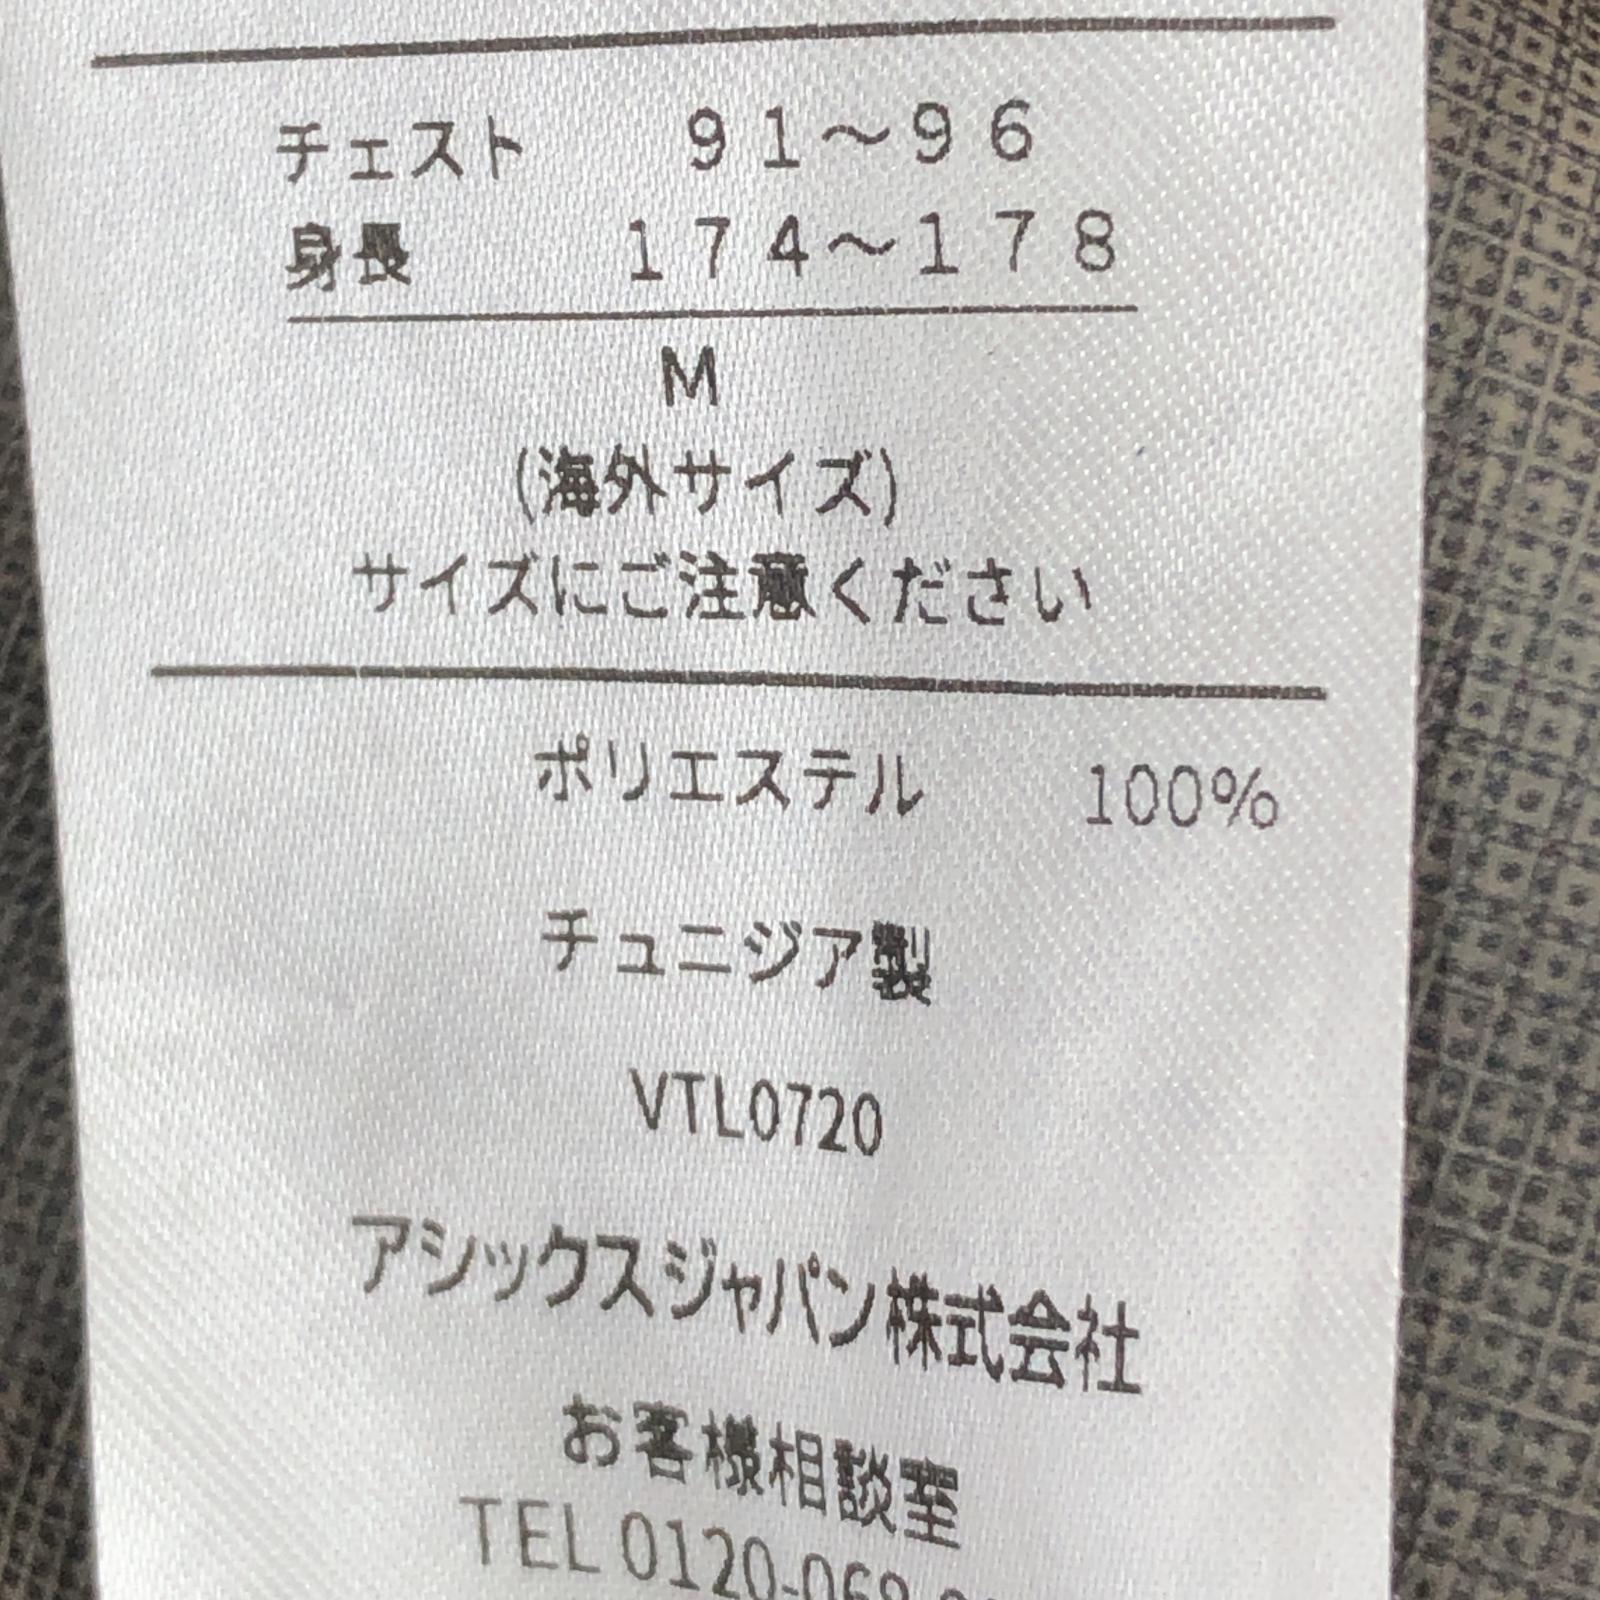 チェスト　９１～９６
身長　１７４～１７８
M
(海外サイズ)
サイズにご注意ください
ポリエステル　100%
チュニジア製
VTL0720
アシックスジャパン株式会社
お客様相談室
TEL 0120-068-